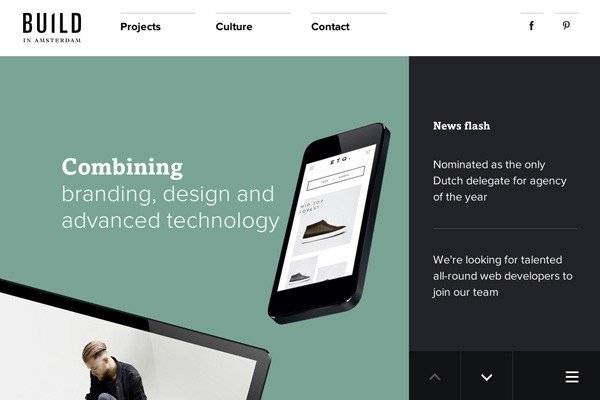 BUILD
IN AMSTERDAM
Projects
Culture
Contact
Combining
branding, design and
advanced technology
ETQ.
MID TOP
FOREST
News flash
Nominated as the only
Dutch delegate for agency
of the year
We're looking for talented
all-round web developers to
join our team